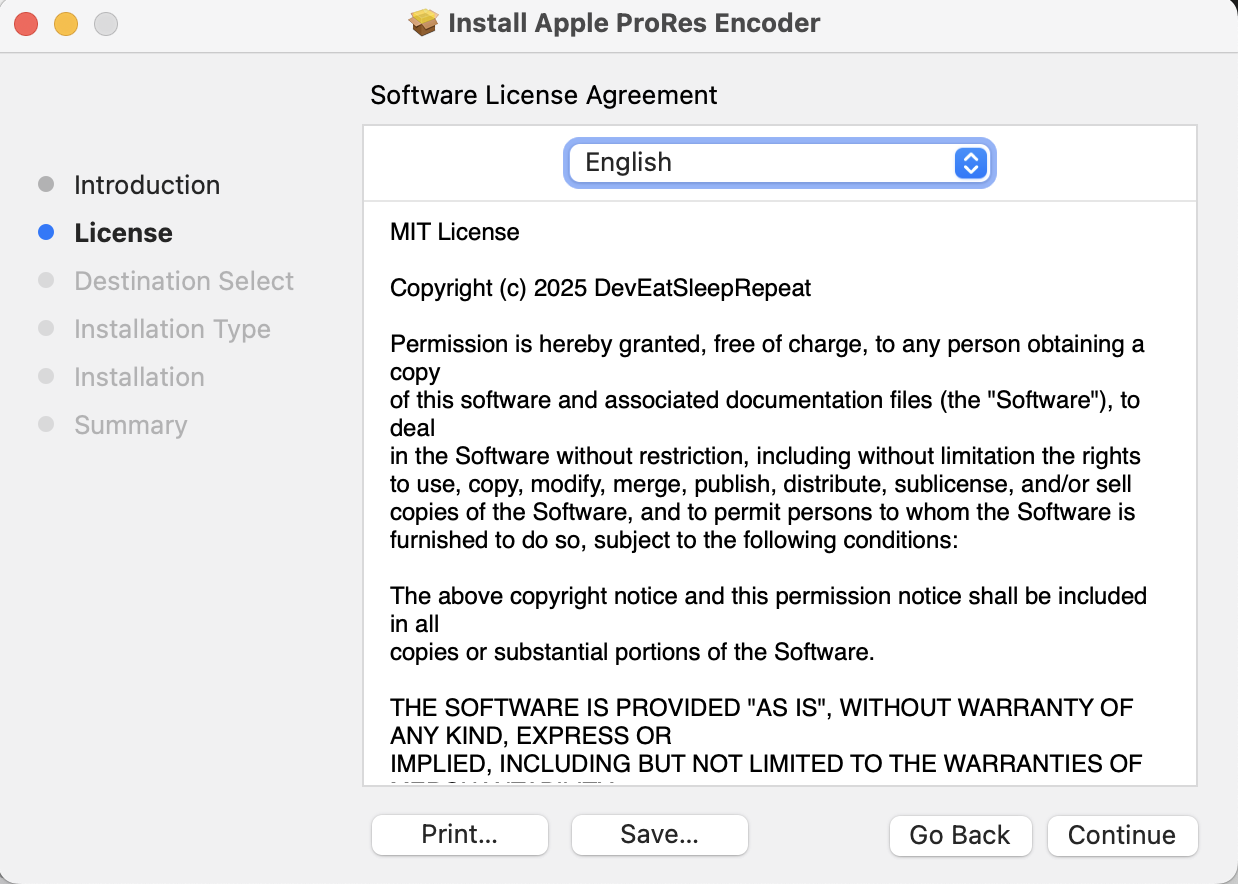 Install Apple ProRes Encoder
Software License Agreement
Introduction
License
Destination Select
Installation Type
Installation
Summary
English
MIT License
Copyright (c) 2025 DevEatSleepRepeat
Permission is hereby granted, free of charge, to any person obtaining a
copy
of this software and associated documentation files (the "Software"), to
deal
in the Software without restriction, including without limitation the rights
to use, copy, modify, merge, publish, distribute, sublicense, and/or sell
copies of the Software, and to permit persons to whom the Software is
furnished to do so, subject to the following conditions:
The above copyright notice and this permission notice shall be included
in all
copies or substantial portions of the Software.
THE SOFTWARE IS PROVIDED "AS IS", WITHOUT WARRANTY OF
ANY KIND, EXPRESS OR
IMPLIED, INCLUDING BUT NOT LIMITED TO THE WARRANTIES OF
Print...
Save...
Go Back
Continue